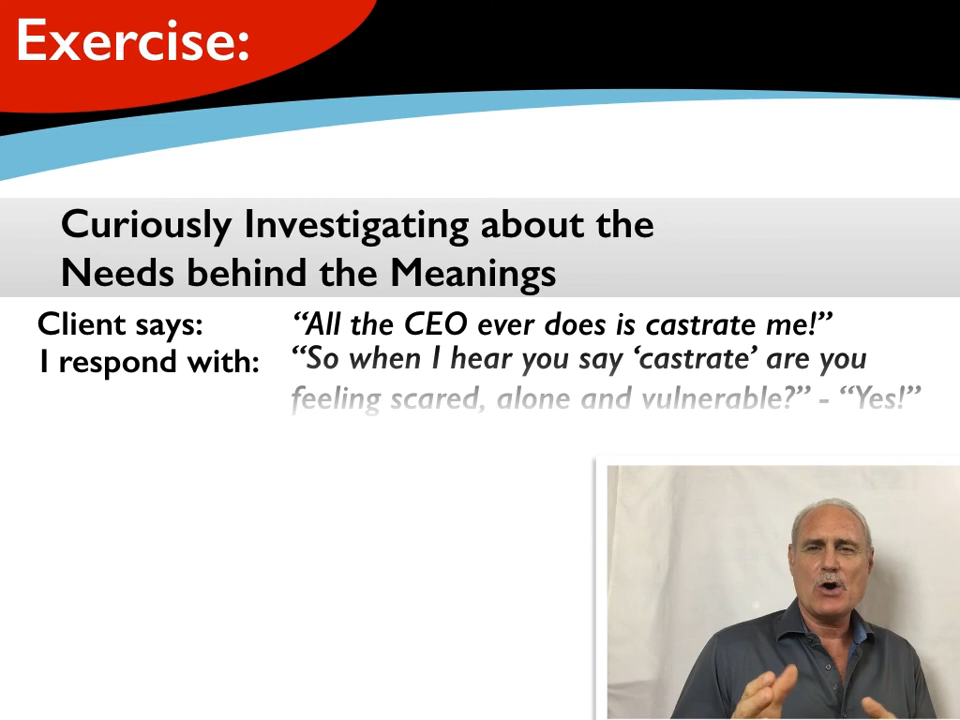 Exercise:
Curiously Investigating about the
Needs behind the Meanings
Client says: “All the CEO ever does is castrate me!”
I respond with: “So when I hear you say ‘castrate’ are you
feeling scared, alone and vulnerable?” - “Yes!”